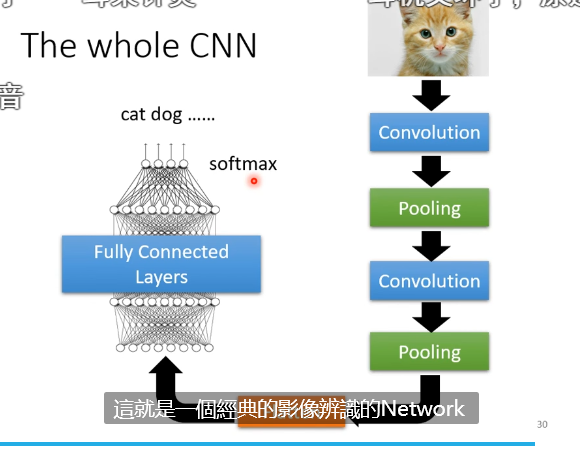 The whole CNN
音
cat dog ……
softmax
Fully Connected
Layers
Convolution
Pooling
Convolution
Pooling
這就是一個經典的影像辨識的Network
30